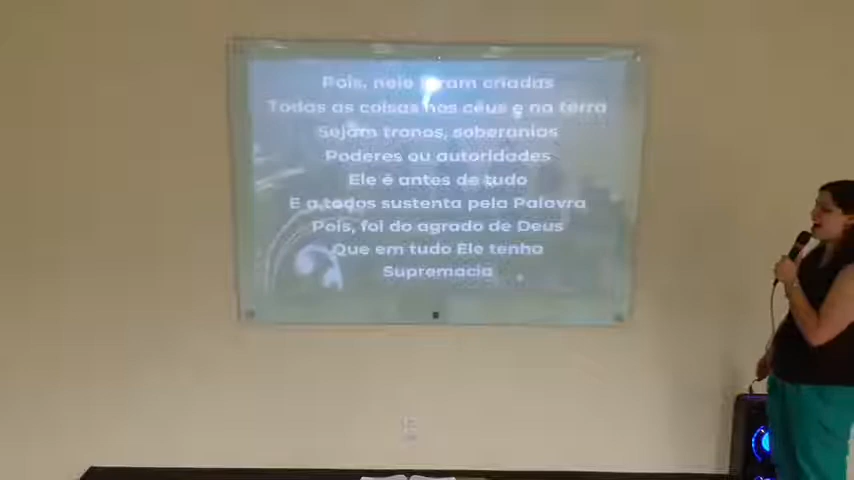 Pois, nele foram criadas
Todas as coisas nos céus e na terra
Sejam tronos, soberanias
Poderes ou autoridades
Ele é antes de tudo
E a todos sustenta pela Palavra
Pois, foi do agrado de Deus
Que em tudo Ele tenha
Supremacia